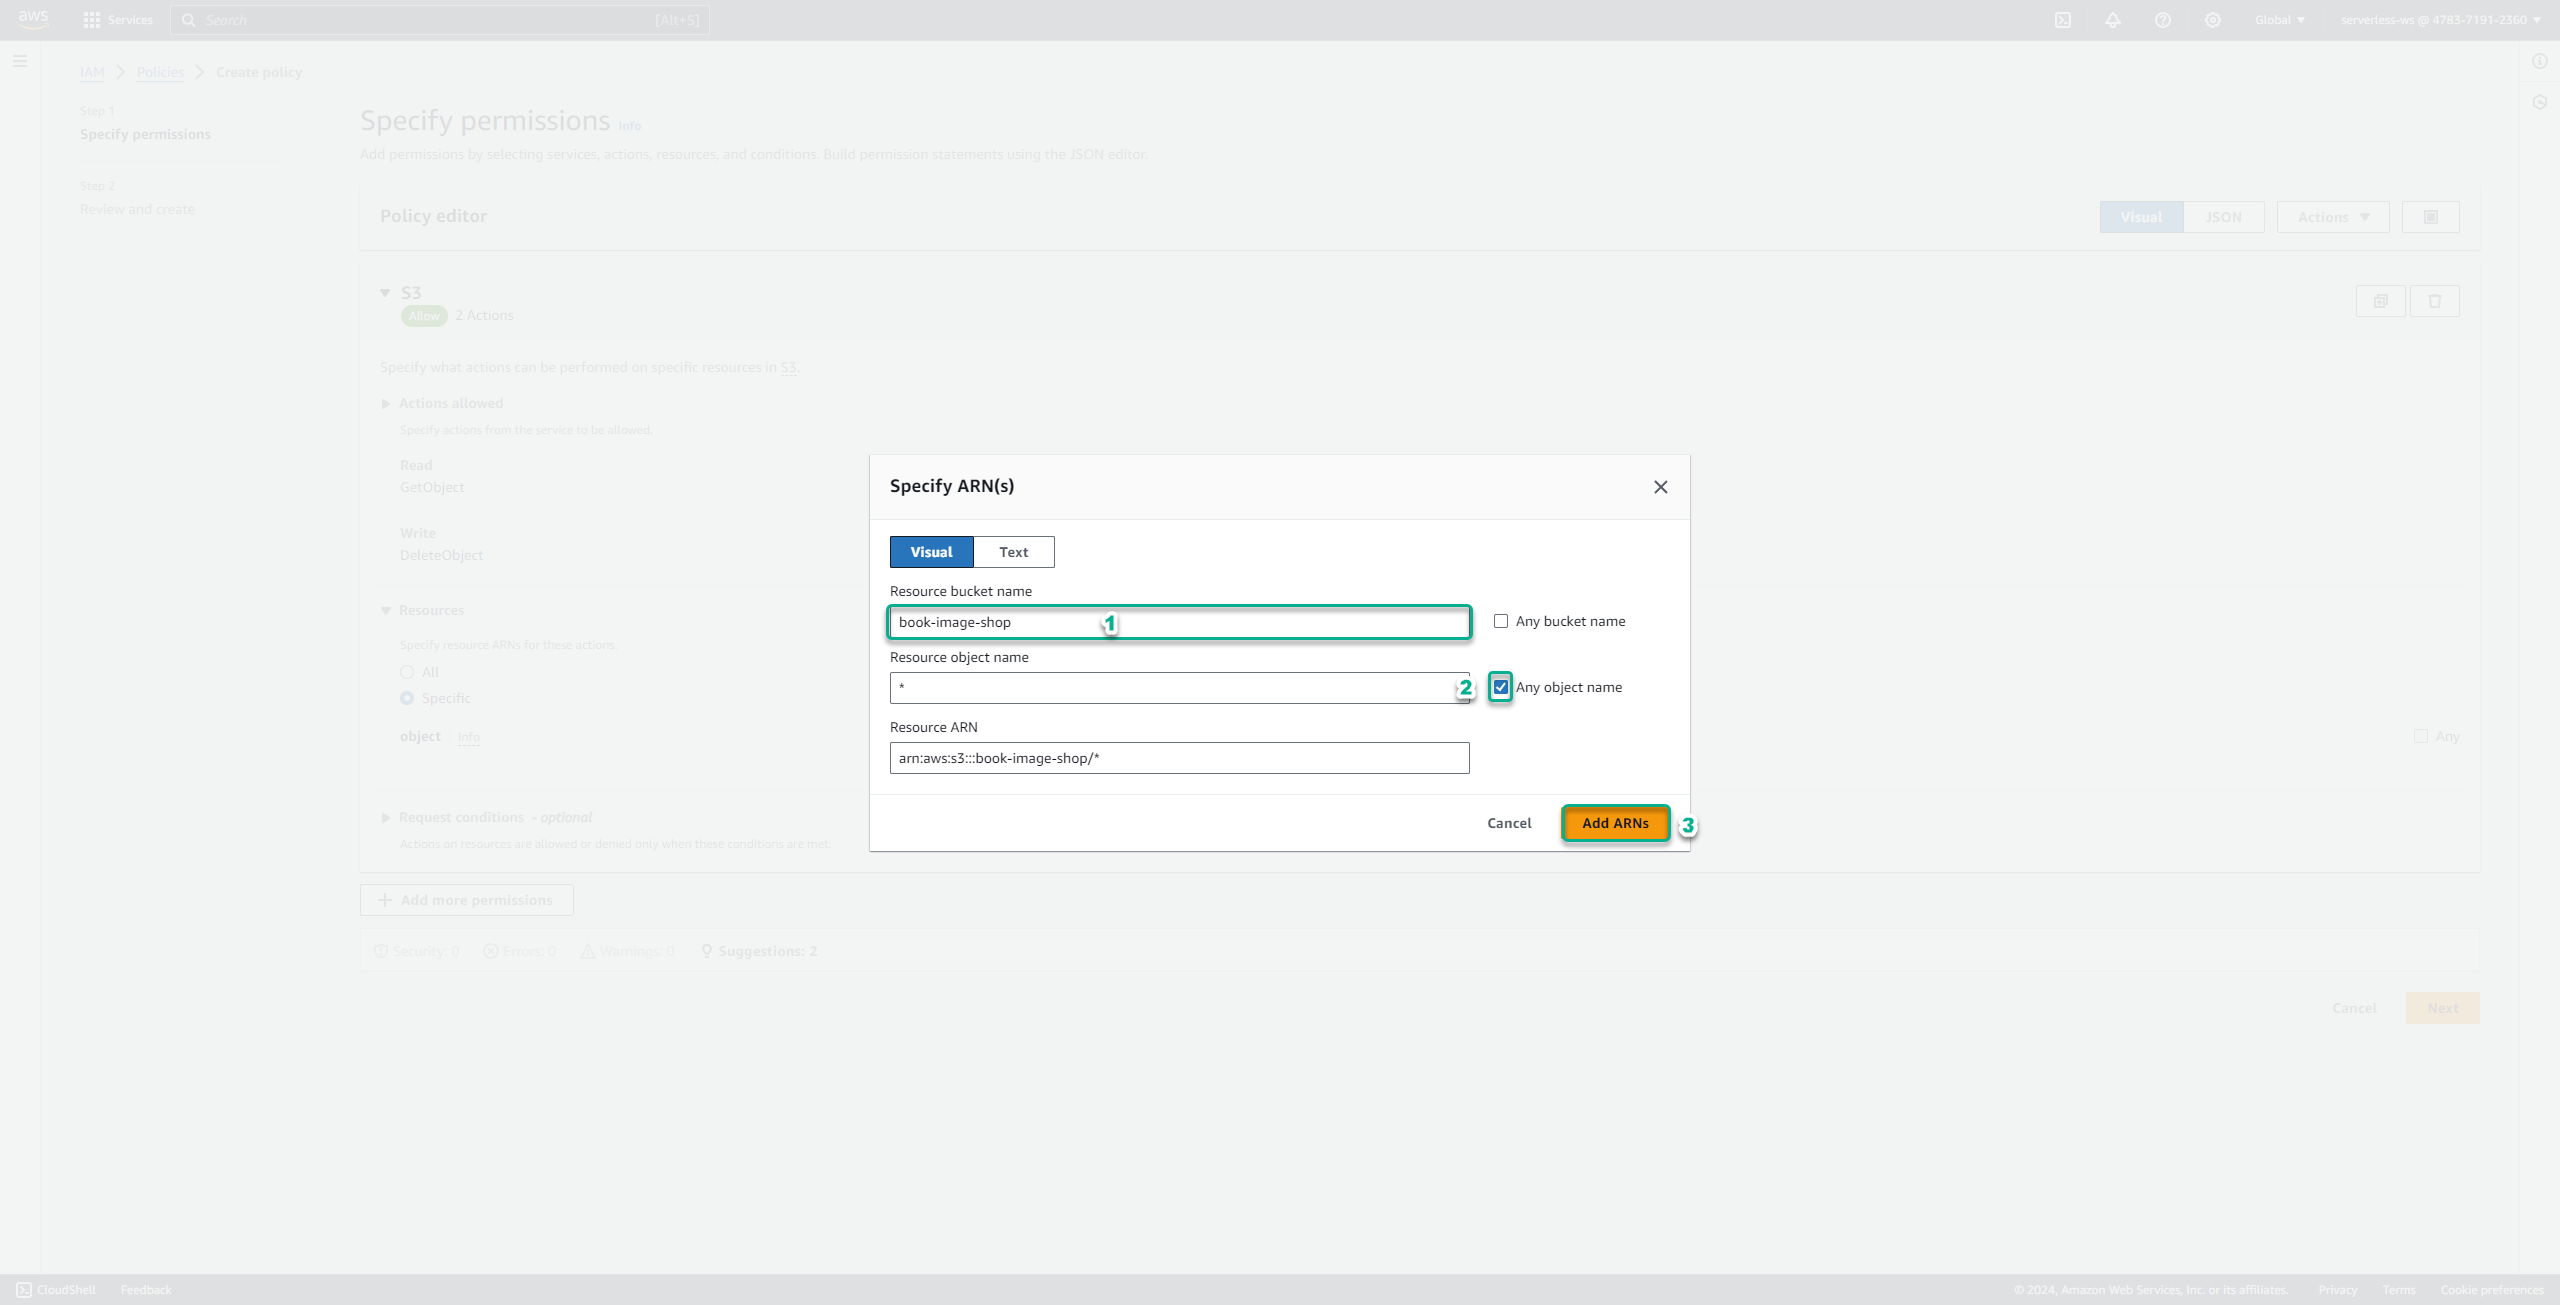 aws
Services
Search
[Alt+S]
Global
serverless-ws @ 4783-7191-2360
IAM
Policies
Create policy
Step 1
Specify permissions
Step 2
Review and create
Specify permissions Info
Add permissions by selecting services, actions, resources, and conditions. Build permission statements using the JSON editor.
Policy editor
Visual
JSON
Actions
S3
Allow 2 Actions
Specify what actions can be performed on specific resources in S3.
Actions allowed
Specify actions from the service to be allowed.
Read
GetObject
Write
DeleteObject
Resources
Specify resource ARNs for these actions.
All
Specific
object Info
Any
Request conditions - optional
Actions on resources are allowed or denied only when these conditions are met.
Specify ARN(s)
Visual
Text
Resource bucket name
book-image-shop
1
Any bucket name
Resource object name
*
2
Any object name
Resource ARN
arn:aws:s3:::book-image-shop/*
Cancel
Add ARNs
3
Add more permissions
Security: 0
Errors: 0
Warnings: 0
Suggestions: 2
Cancel
Next
CloudShell
Feedback
© 2024, Amazon Web Services, Inc. or its affiliates.
Privacy
Terms
Cookie preferences